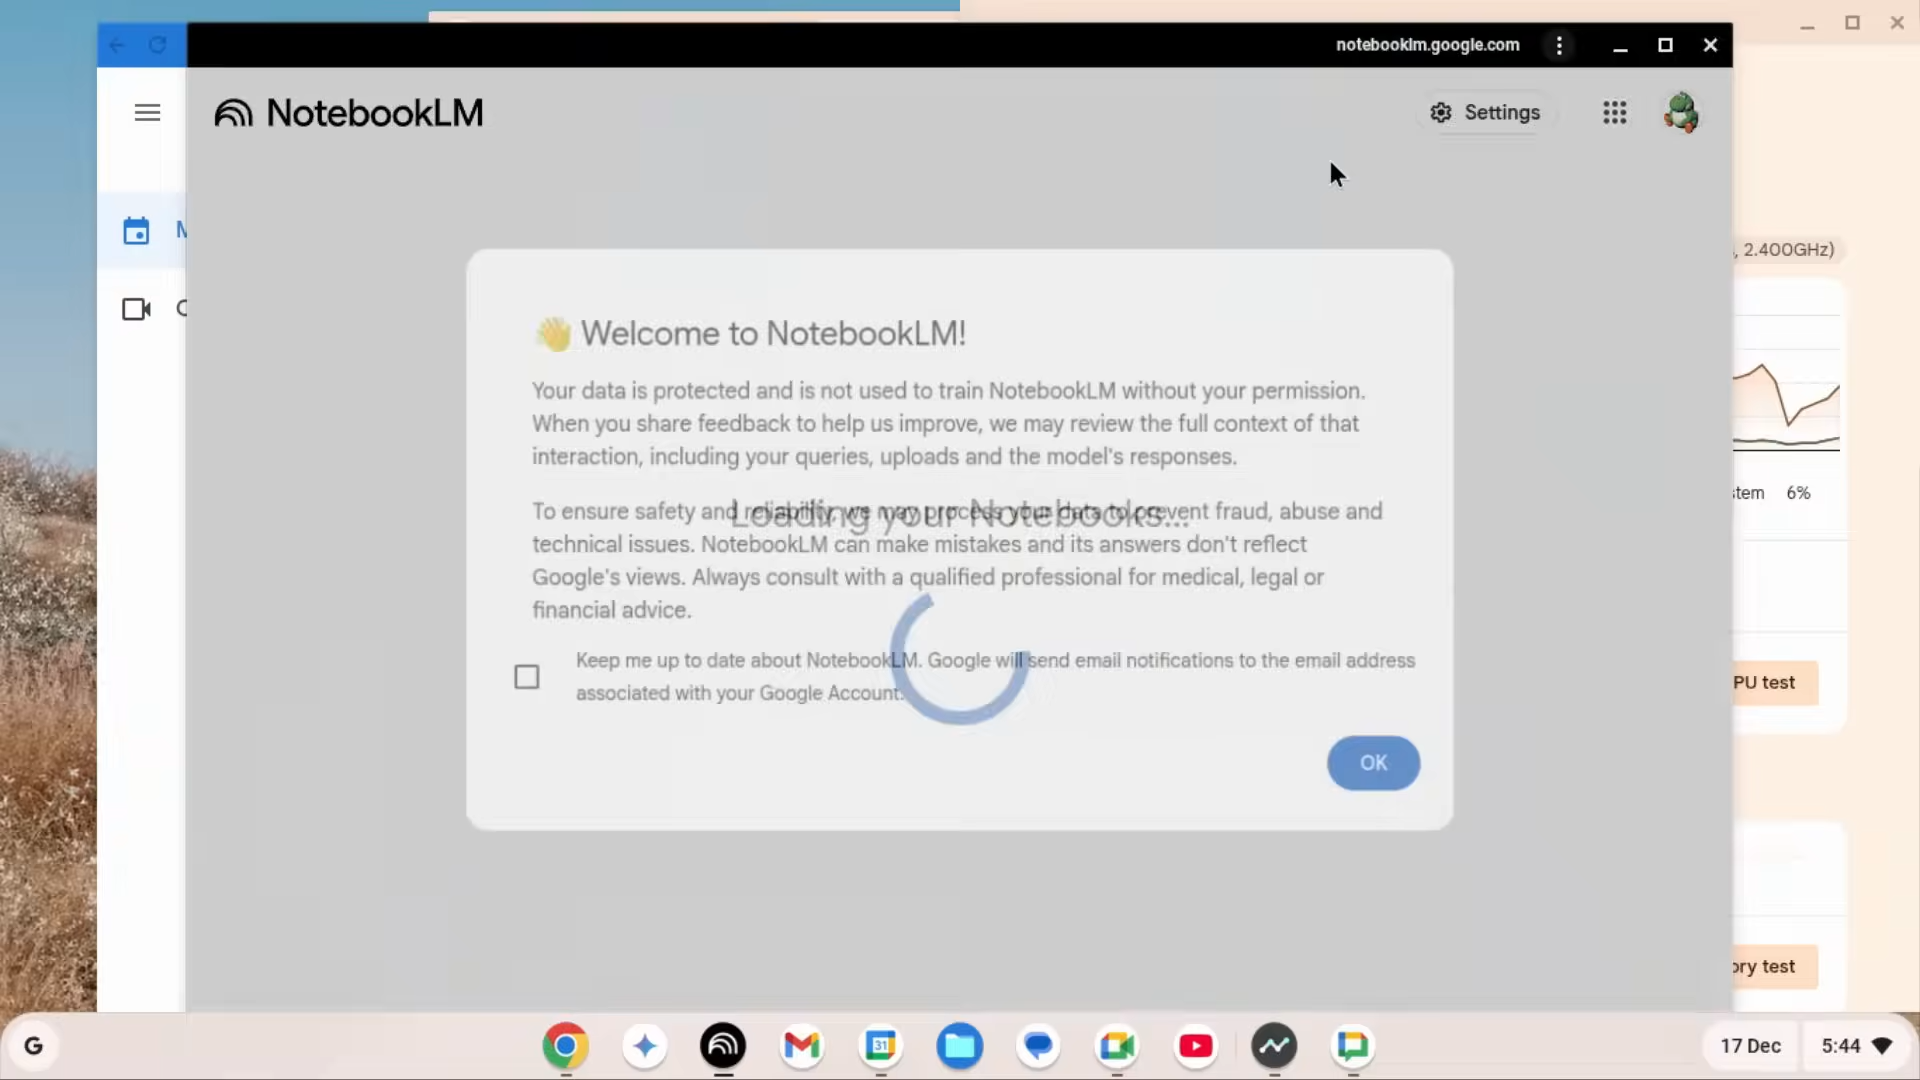 notebooklm.google.com
NotebookLM
Settings
M
C
, 2.400GHz)
👋 Welcome to NotebookLM!
Your data is protected and is not used to train NotebookLM without your permission.
When you share feedback to help us improve, we may review the full context of that
interaction, including your queries, uploads and the model's responses.
Loading your Notebooks...
To ensure safety and reliability, we may process your data to prevent fraud, abuse and
technical issues. NotebookLM can make mistakes and its answers don't reflect
Google's views. Always consult with a qualified professional for medical, legal or
financial advice.
Keep me up to date about NotebookLM. Google will send email notifications to the email address
associated with your Google Account.
OK
stem 6%
PU test
ory test
G
31
17 Dec
5:44